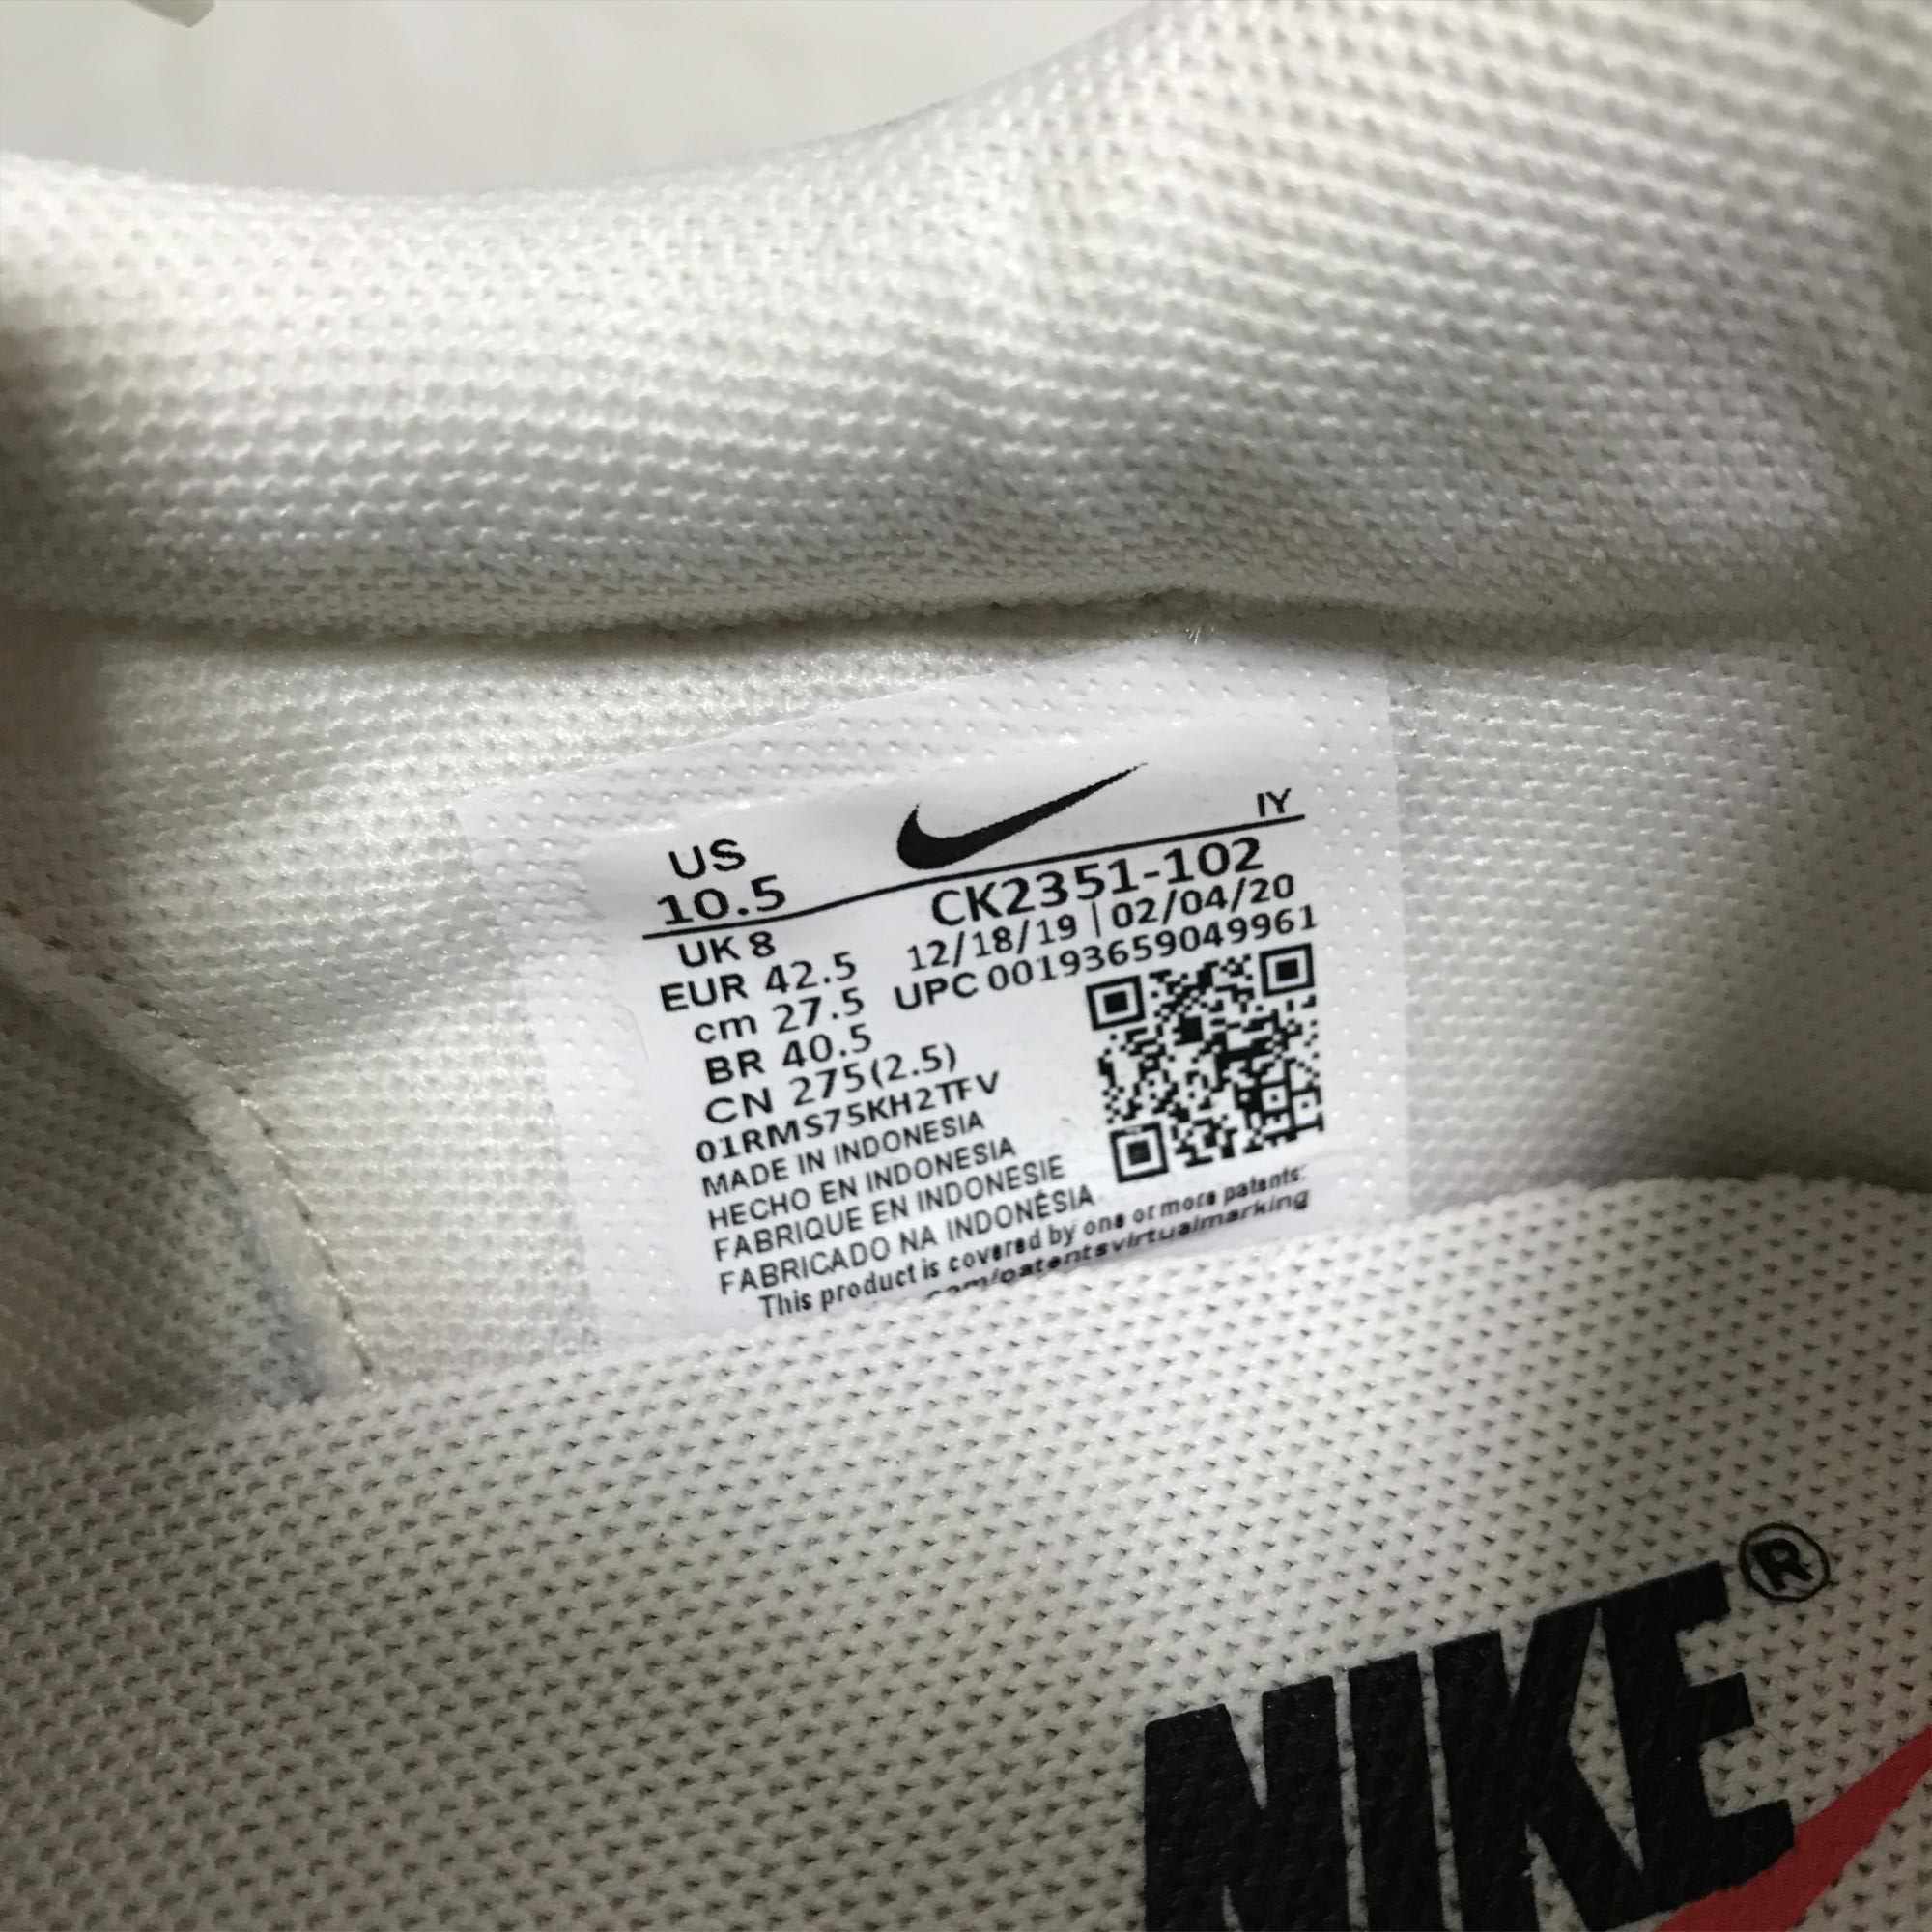 US
10.5
IY
CK2351-102
UK 8
12/18/19 | 02/04/20
EUR 42.5
UPC 00193659049961
cm 27.5
BR 40.5
CN 275(2.5)
01RMS75KH2TFV
MADE IN INDONESIA
HECHO EN INDONESIA
FABRIQUE EN INDONESIE
FABRICADO NA INDONÉSIA
This product is covered by one or more patents:
com/patentsvirtualmarking
NIKE®